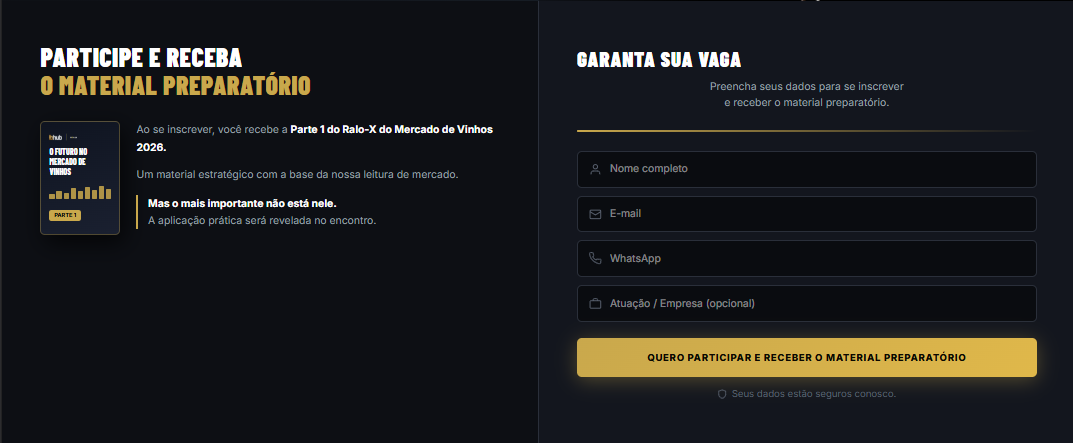 PARTICIPE E RECEBA
O MATERIAL PREPARATÓRIO
hhub
O FUTURO NO
MERCADO DE
VINHOS
PARTE 1
Ao se inscrever, você recebe a Parte 1 do Raio-X do Mercado de Vinhos
2026.
Um material estratégico com a base da nossa leitura de mercado.
Mas o mais importante não está nele.
A aplicação prática será revelada no encontro.
GARANTA SUA VAGA
Preencha seus dados para se inscrever
e receber o material preparatório.
Nome completo
E-mail
WhatsApp
Atuação / Empresa (opcional)
QUERO PARTICIPAR E RECEBER O MATERIAL PREPARATÓRIO
Seus dados estão seguros conosco.